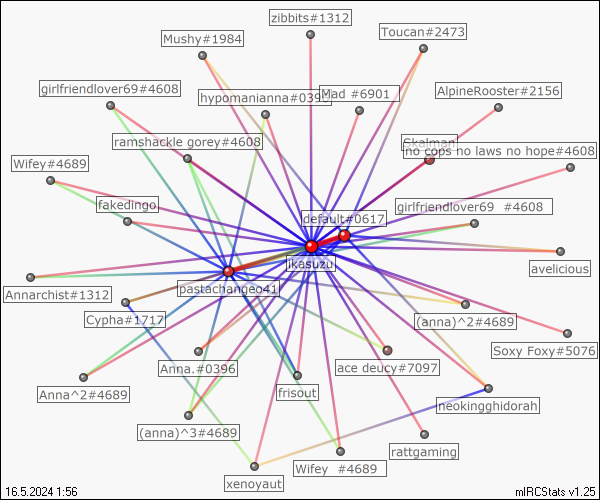 zibbits#1312
Mushy#1984
Toucan#2473
girlfriendlover69#4608
hypomanianna#0396
Mad #6901
AlpineRooster#2156
ramshackle gorey#4608
Skalman
no cops no laws no hope#4608
Wifey#4689
fakedingo
default#0617
girlfriendlover69 #4608
jkasuzu
avelicious
Annarchist#1312
pastachangeo41
Cypha#1717
(anna)^2#4689
Soxy Foxy#5076
Anna.#0396
ace deucy#7097
Anna^2#4689
frisout
neokingghidorah
(anna)^3#4689
rattgaming
Wifey #4689
xenoyaut
16.5.2024 1:56
mIRCStats v1.25